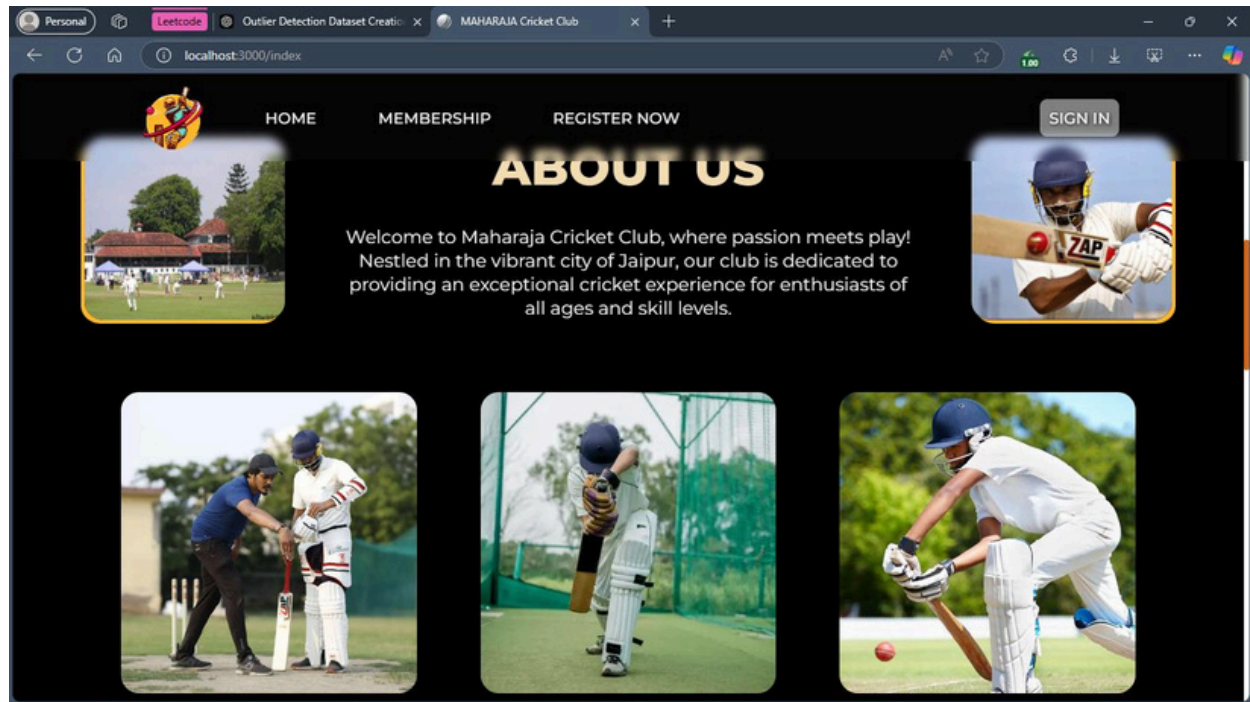 Personal
Leetcode
Outlier Detection Dataset Creatio
MAHARAJA Cricket Club
localhost:3000/index
1.00
HOME
MEMBERSHIP
REGISTER NOW
SIGN IN
ABOUT US
Welcome to Maharaja Cricket Club, where passion meets play!
Nestled in the vibrant city of Jaipur, our club is dedicated to
providing an exceptional cricket experience for enthusiasts of
all ages and skill levels.
ZAP
ZAP